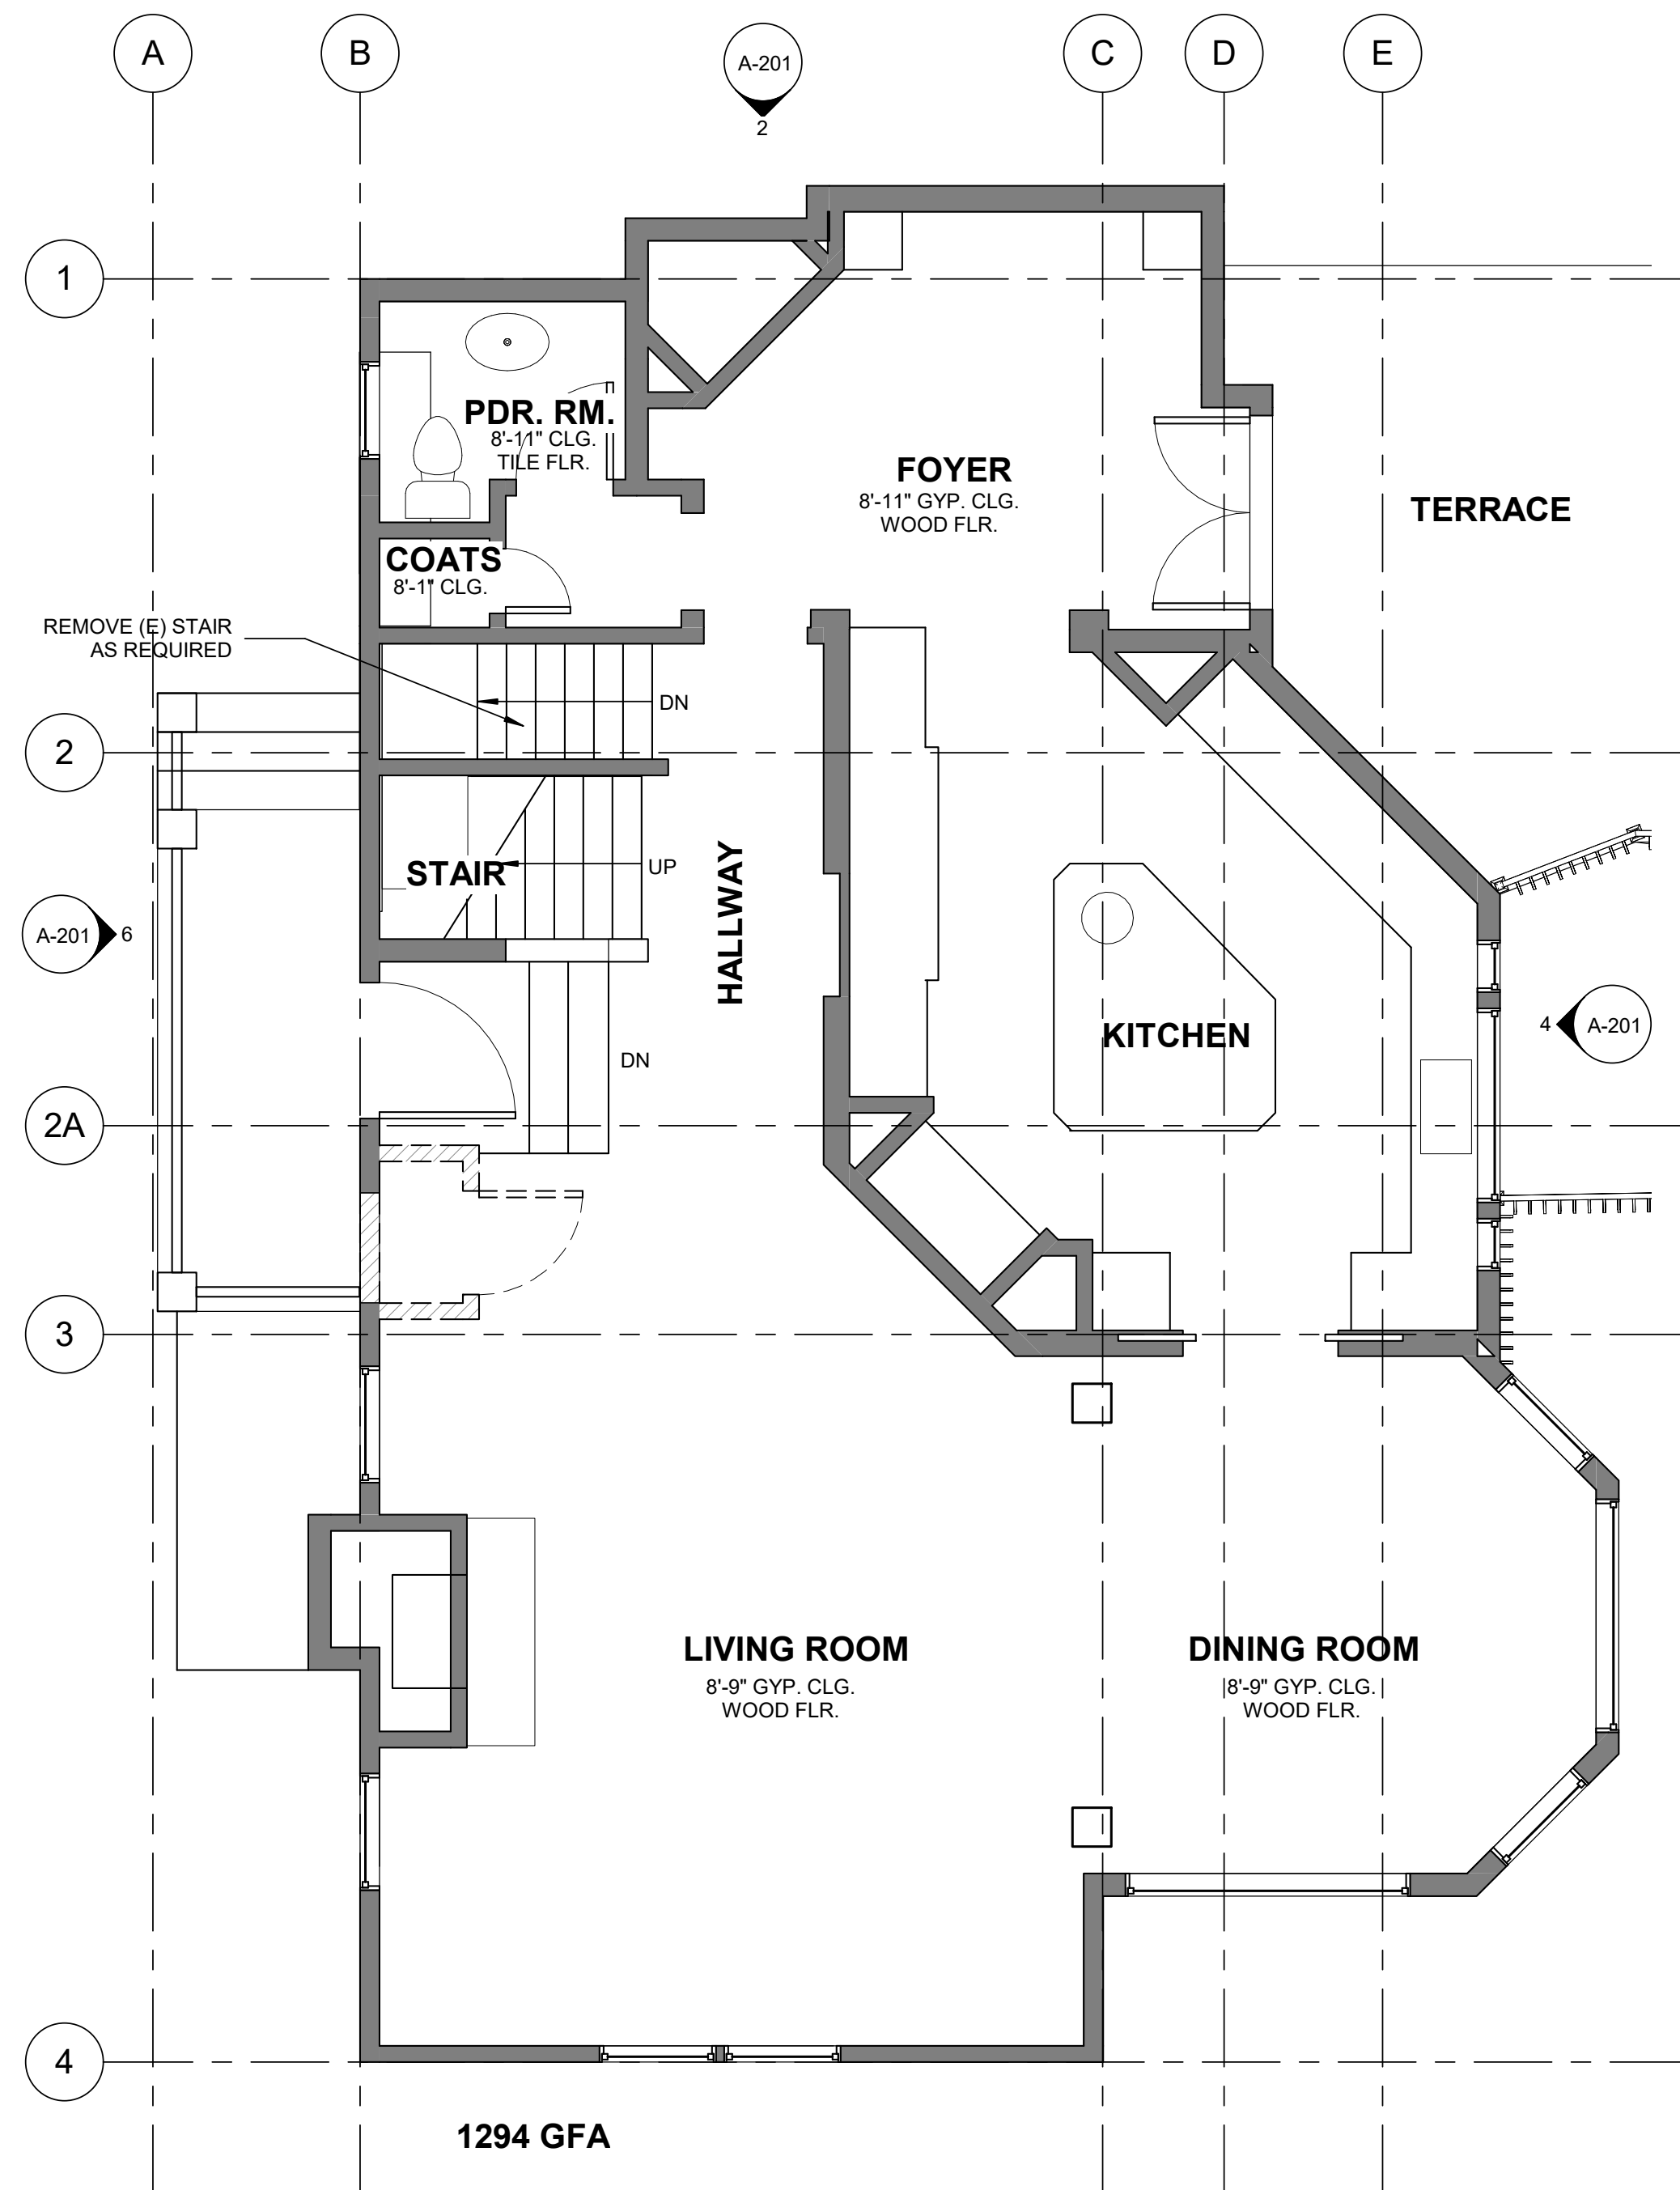 A
B
A-201
2
C
D
E
1
PDR. RM.
8'-11" CLG.
TILE FLR.
FOYER
8'-11" GYP. CLG.
WOOD FLR.
TERRACE
COATS
8'-1" CLG.
REMOVE (E) STAIR
AS REQUIRED
DN
2
STAIR
UP
HALLWAY
A-201
6
KITCHEN
4
A-201
DN
2A
3
LIVING ROOM
8'-9" GYP. CLG.
WOOD FLR.
DINING ROOM
8'-9" GYP. CLG.
WOOD FLR.
4
1294 GFA